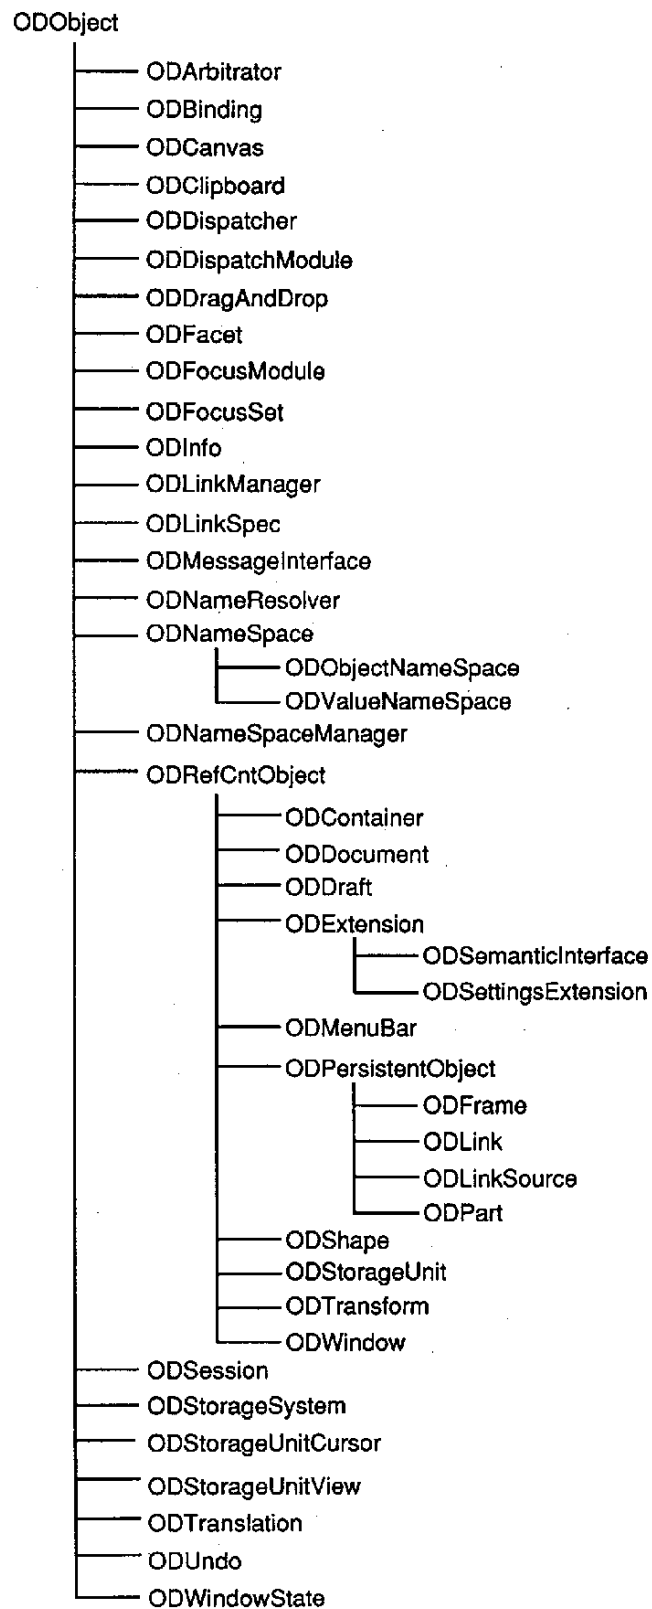 ODObject
ODArbitrator
ODBinding
ODCanvas
ODClipboard
ODDispatcher
ODDispatchModule
ODDragAndDrop
ODFacet
ODFocusModule
ODFocusSet
ODInfo
ODLinkManager
ODLinkSpec
ODMessageInterface
ODNameResolver
ODNameSpace
ODObjectNameSpace
ODValueNameSpace
ODNameSpaceManager
ODRefCntObject
ODContainer
ODDocument
ODDraft
ODExtension
ODSemanticInterface
ODSettingsExtension
ODMenuBar
ODPersistentObject
ODFrame
ODLink
ODLinkSource
ODPart
ODShape
ODStorageUnit
ODTransform
ODWindow
ODSession
ODStorageSystem
ODStorageUnitCursor
ODStorageUnitView
ODTranslation
ODUndo
ODWindowState